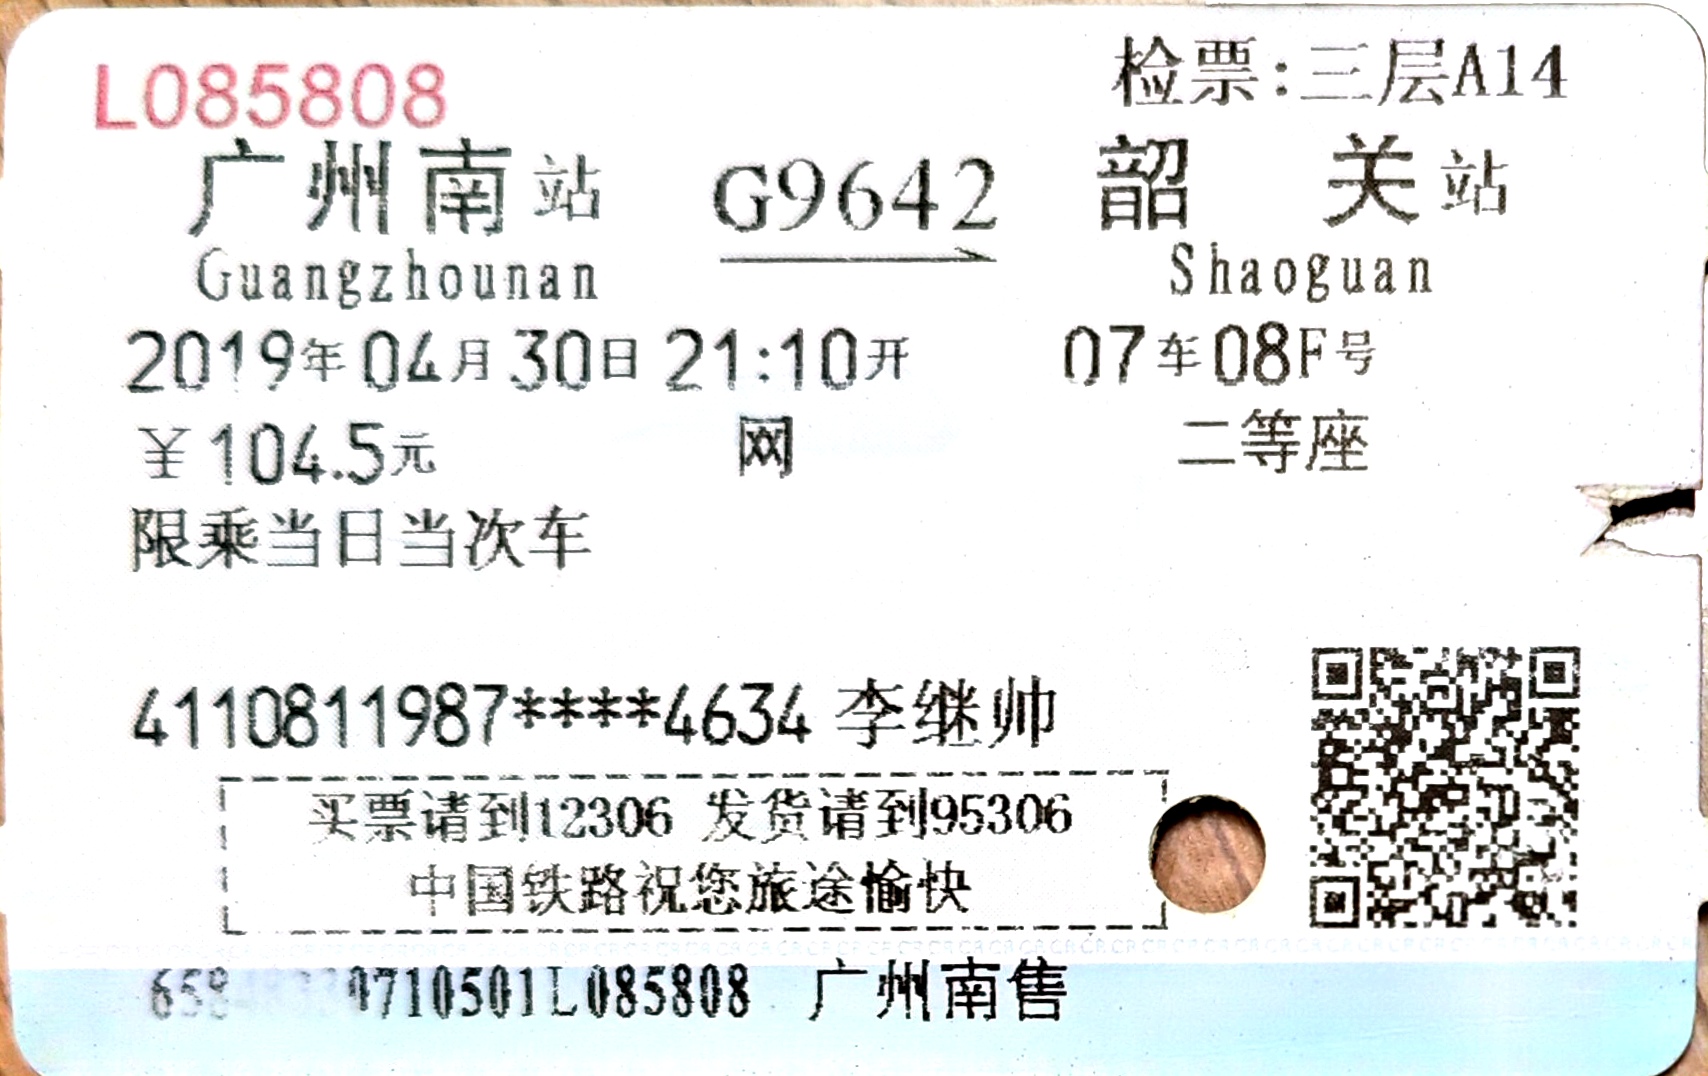 L085808 检票:三层A14
广州南站 G9642 韶关站
Guangzhounan Shaoguan
2019年04月30日21:10开 07车08F号
￥104.5元 网 二等座
限乘当日当次车
4110811987****4634 李继帅
买票请到12306 发货请到95306
中国铁路祝您旅途愉快
0710501L085808 广州南售